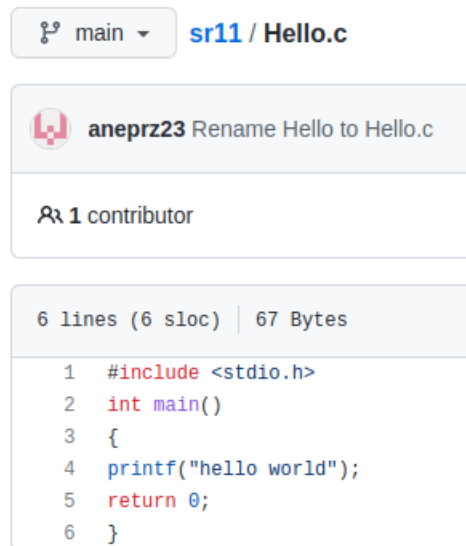 main sr11 / Hello.c
aneprz23 Rename Hello to Hello.c
1 contributor
6 lines (6 sloc) 67 Bytes
1 #include <stdio.h>
2 int main()
3 {
4 printf("hello world");
5 return 0;
6 }